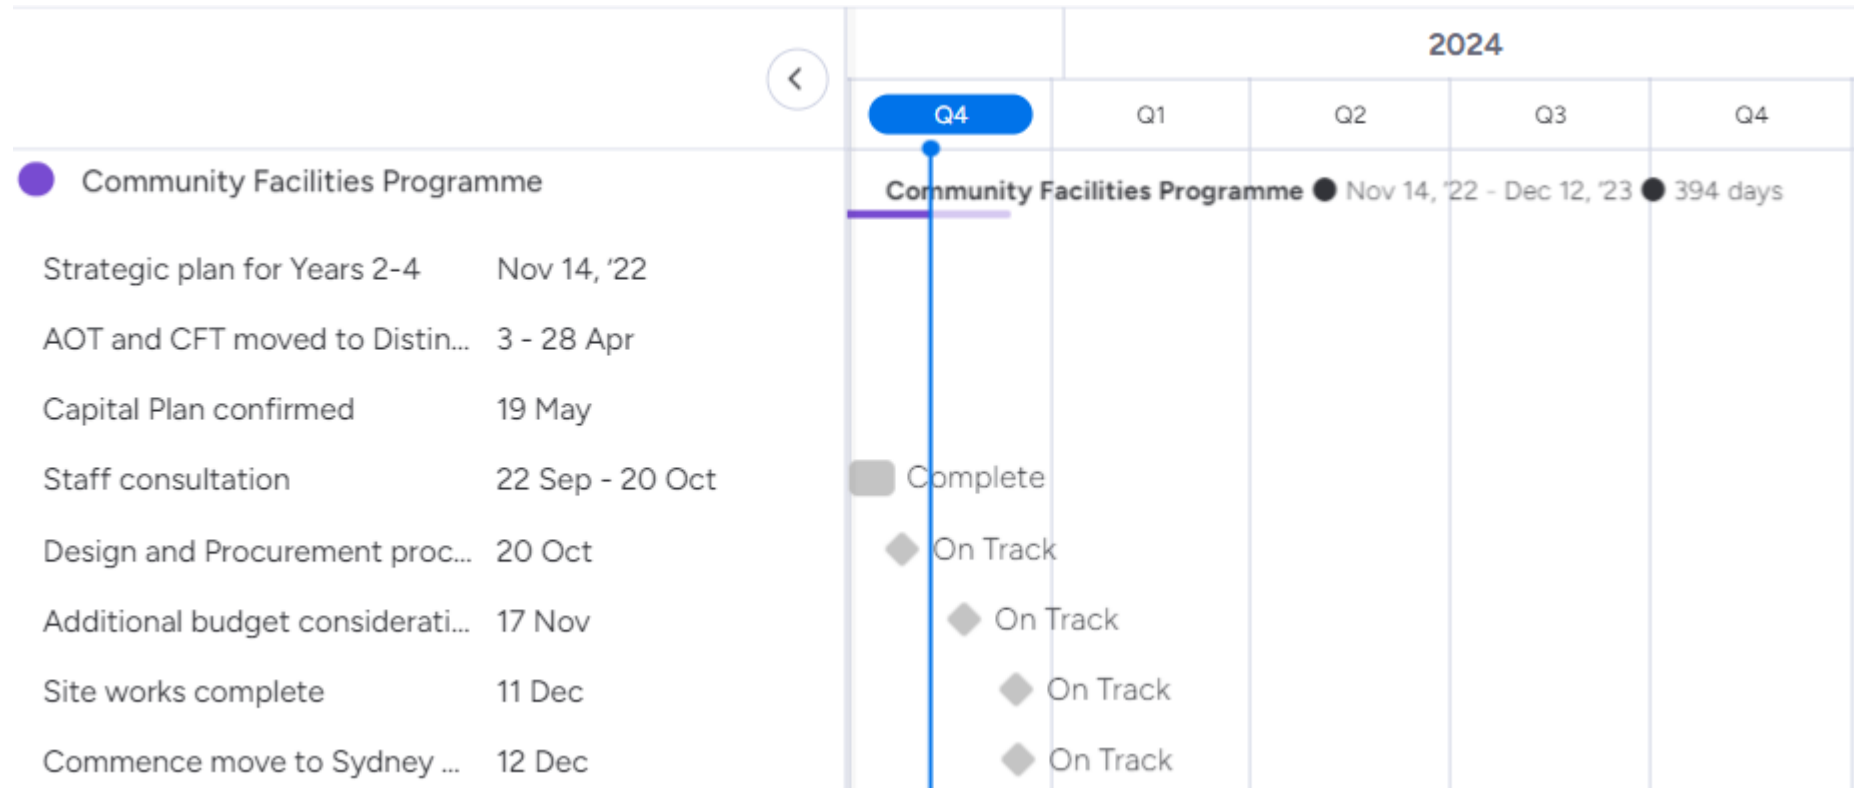 2024
Q4 Q1 Q2 Q3 Q4
Community Facilities Programme
Community Facilities Programme ● Nov 14, '22 - Dec 12, '23 ● 394 days
Strategic plan for Years 2-4 Nov 14, '22
AOT and CFT moved to Distin... 3 - 28 Apr
Capital Plan confirmed 19 May
Staff consultation 22 Sep - 20 Oct Complete
Design and Procurement proc... 20 Oct On Track
Additional budget considerati... 17 Nov On Track
Site works complete 11 Dec On Track
Commence move to Sydney ... 12 Dec On Track